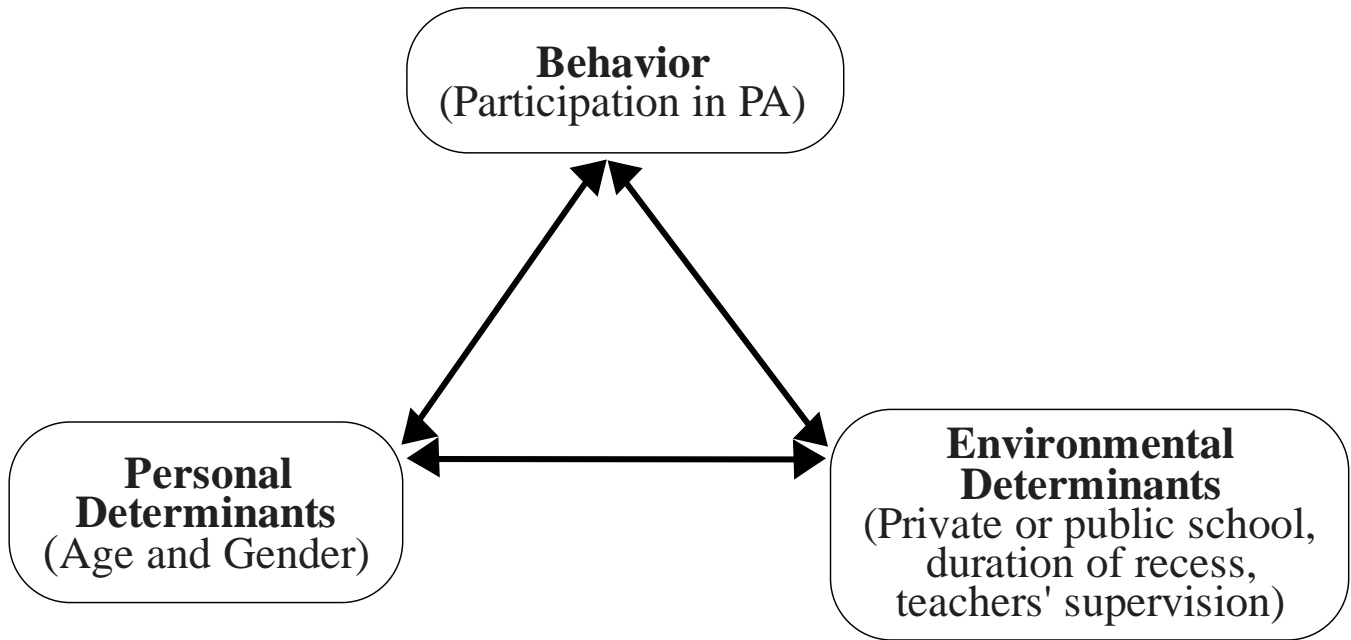 Behavior
(Participation in PA)
Personal
Determinants
(Age and Gender)
Environmental
Determinants
(Private or public school,
duration of recess,
teachers' supervision)